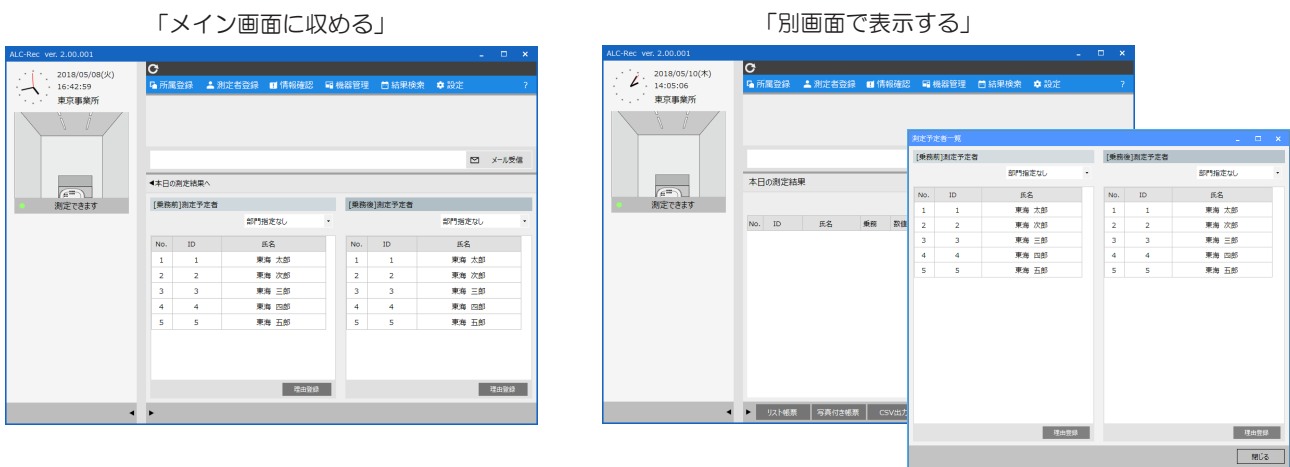 「メイン画面に収める」
ALC-Rec ver. 2.00.001
2018/05/08(火)
16:42:59
東京事業所
測定できます
所属登録 測定者登録 情報確認 機器管理 結果検索 設定 ?
メール受信
◀本日の測定結果へ
[乗務前]測定予定者
部門指定なし
No. ID 氏名
1 1 東海 太郎
2 2 東海 次郎
3 3 東海 三郎
4 4 東海 四郎
5 5 東海 五郎
理由登録
[乗務後]測定予定者
部門指定なし
No. ID 氏名
1 1 東海 太郎
2 2 東海 次郎
3 3 東海 三郎
4 4 東海 四郎
5 5 東海 五郎
理由登録
「別画面で表示する」
ALC-Rec ver. 2.00.001
2018/05/10(木)
14:05:06
東京事業所
測定できます
所属登録 測定者登録 情報確認 機器管理 結果検索 設定 ?
本日の測定結果
No. ID 氏名 乗務 数値
リスト帳票 写真付き帳票 CSV出力
測定予定者一覧
[乗務前]測定予定者
部門指定なし
No. ID 氏名
1 1 東海 太郎
2 2 東海 次郎
3 3 東海 三郎
4 4 東海 四郎
5 5 東海 五郎
理由登録
[乗務後]測定予定者
部門指定なし
No. ID 氏名
1 1 東海 太郎
2 2 東海 次郎
3 3 東海 三郎
4 4 東海 四郎
5 5 東海 五郎
理由登録
閉じる